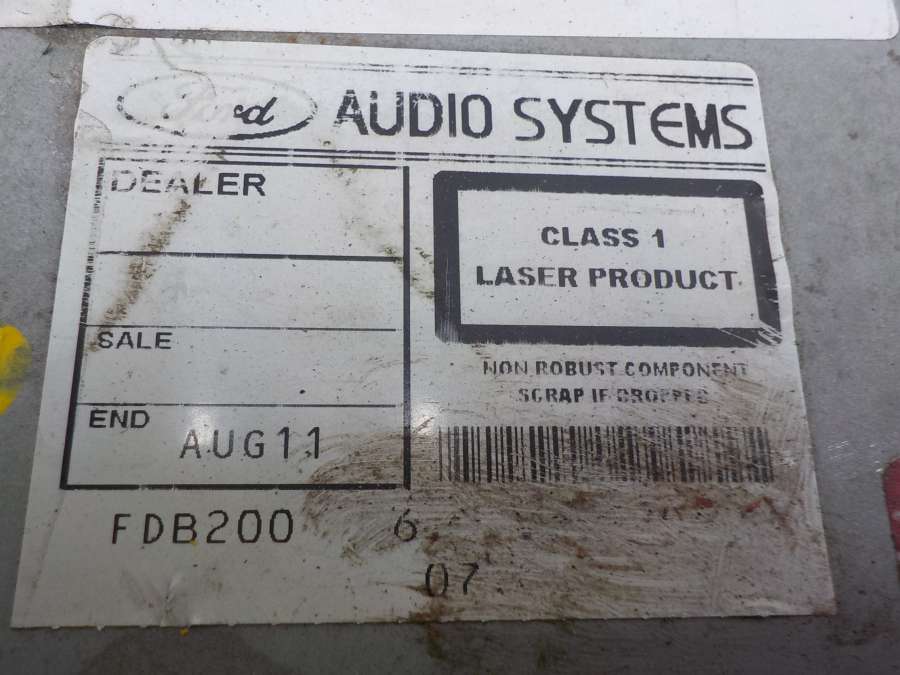 Ford AUDIO SYSTEMS
DEALER
CLASS 1
LASER PRODUCT
SALE
NON ROBUST COMPONENT
SCRAP IF DROPPED
END
AUG11
FDB200 6
07